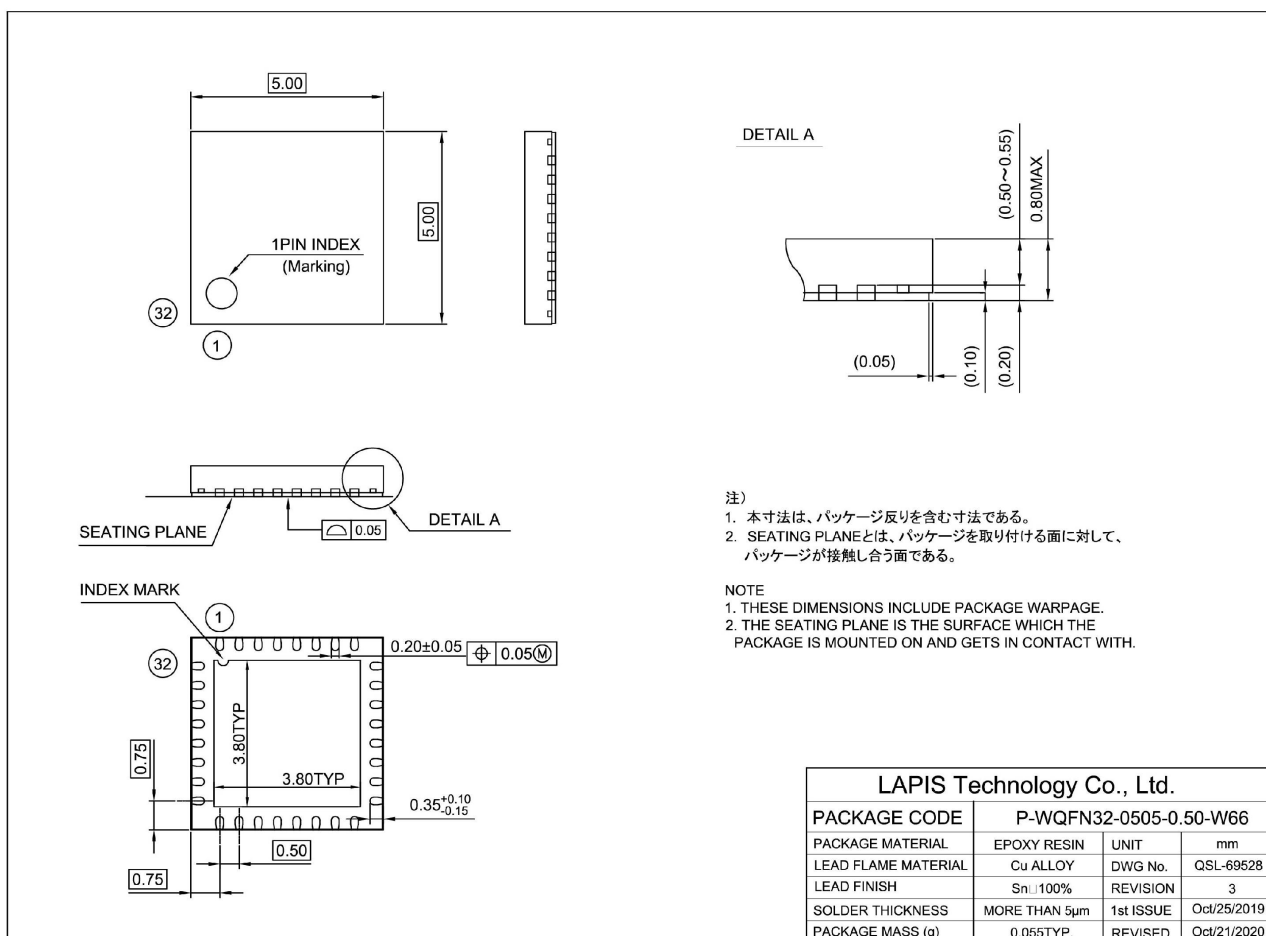 5.00
5.00
1PIN INDEX
(Marking)
32
1
DETAIL A
(0.50~0.55)
0.80MAX
(0.05)
(0.10)
(0.20)
SEATING PLANE
0.05
DETAIL A
INDEX MARK
1
32
0.20±0.05
0.05Ⓜ
3.80TYP
3.80TYP
0.75
0.35+0.10
-0.15
0.50
0.75
注)
1. 本寸法は、パッケージ反りを含む寸法である。
2. SEATING PLANEとは、パッケージを取り付ける面に対して、
パッケージが接触し合う面である。
NOTE
1. THESE DIMENSIONS INCLUDE PACKAGE WARPAGE.
2. THE SEATING PLANE IS THE SURFACE WHICH THE
PACKAGE IS MOUNTED ON AND GETS IN CONTACT WITH.
LAPIS Technology Co., Ltd.
PACKAGE CODE P-WQFN32-0505-0.50-W66
PACKAGE MATERIAL EPOXY RESIN UNIT mm
LEAD FLAME MATERIAL Cu ALLOY DWG No. QSL-69528
LEAD FINISH Sn□100% REVISION 3
SOLDER THICKNESS MORE THAN 5μm 1st ISSUE Oct/25/2019
PACKAGE MASS (g) 0.055TYP REVISED Oct/21/2020